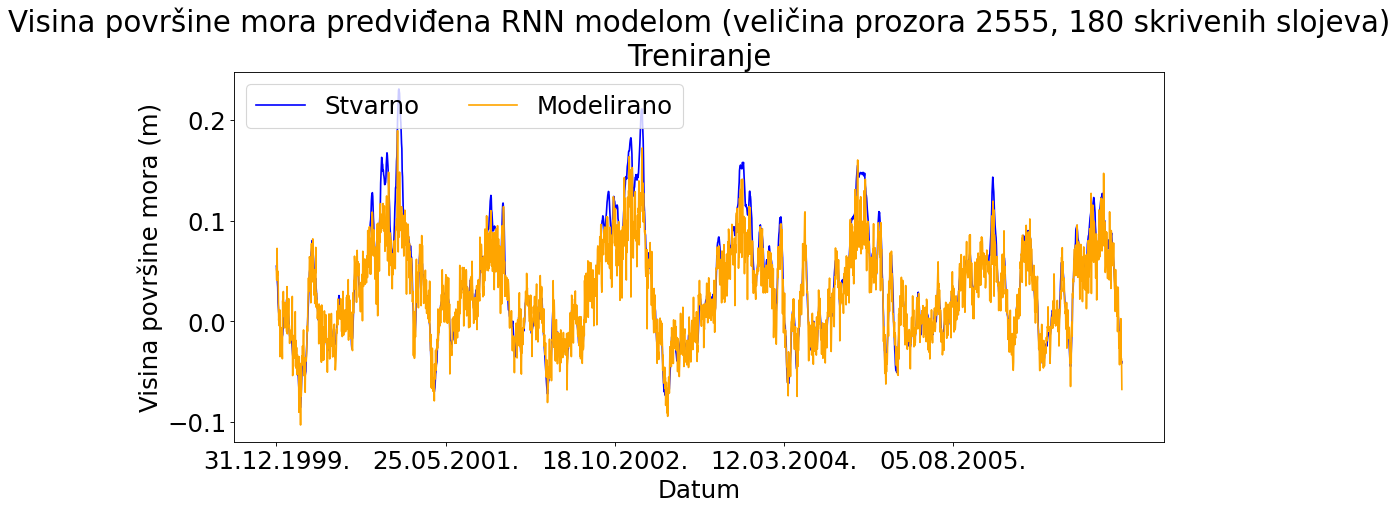 Visina površine mora predviđena RNN modelom (veličina prozora 2555, 180 skrivenih slojeva)
Treniranje
Stvarno
Modelirano
Visina površine mora (m)
0.2
0.1
0.0
−0.1
31.12.1999.
25.05.2001.
18.10.2002.
12.03.2004.
05.08.2005.
Datum